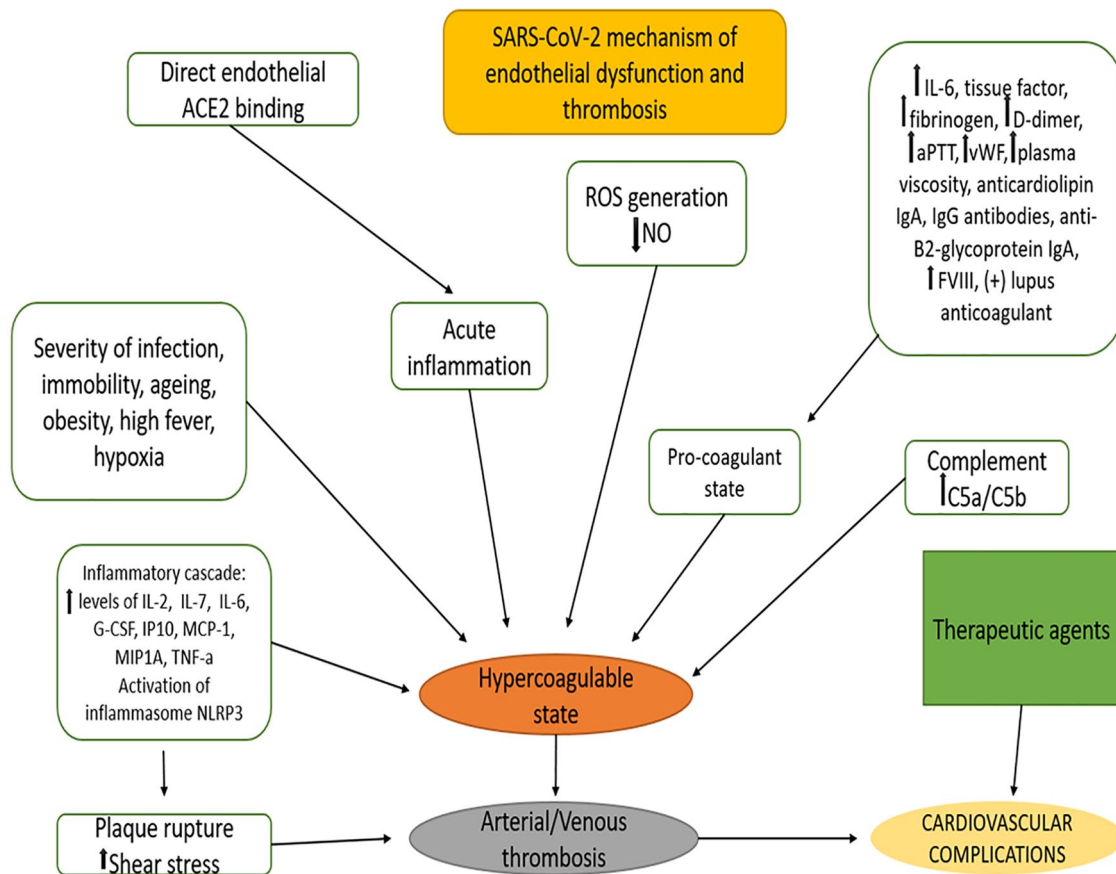 SARS-CoV-2 mechanism of
endothelial dysfunction and
thrombosis
Direct endothelial
ACE2 binding
↑IL-6, tissue factor,
↑fibrinogen, ↑D-dimer,
↑aPTT, ↑vWF, ↑plasma
viscosity, anticardiolipin
IgA, IgG antibodies, anti-
B2-glycoprotein IgA,
↑FVIII, (+) lupus
anticoagulant
ROS generation
↓NO
Acute
inflammation
Severity of infection,
immobility, ageing,
obesity, high fever,
hypoxia
Pro-coagulant
state
Complement
↑C5a/C5b
Inflammatory cascade:
↑ levels of IL-2, IL-7, IL-6,
G-CSF, IP10, MCP-1,
MIP1A, TNF-a
Activation of
inflammasome NLRP3
Therapeutic agents
Hypercoagulable
state
Plaque rupture
↑Shear stress
Arterial/Venous
thrombosis
CARDIOVASCULAR
COMPLICATIONS